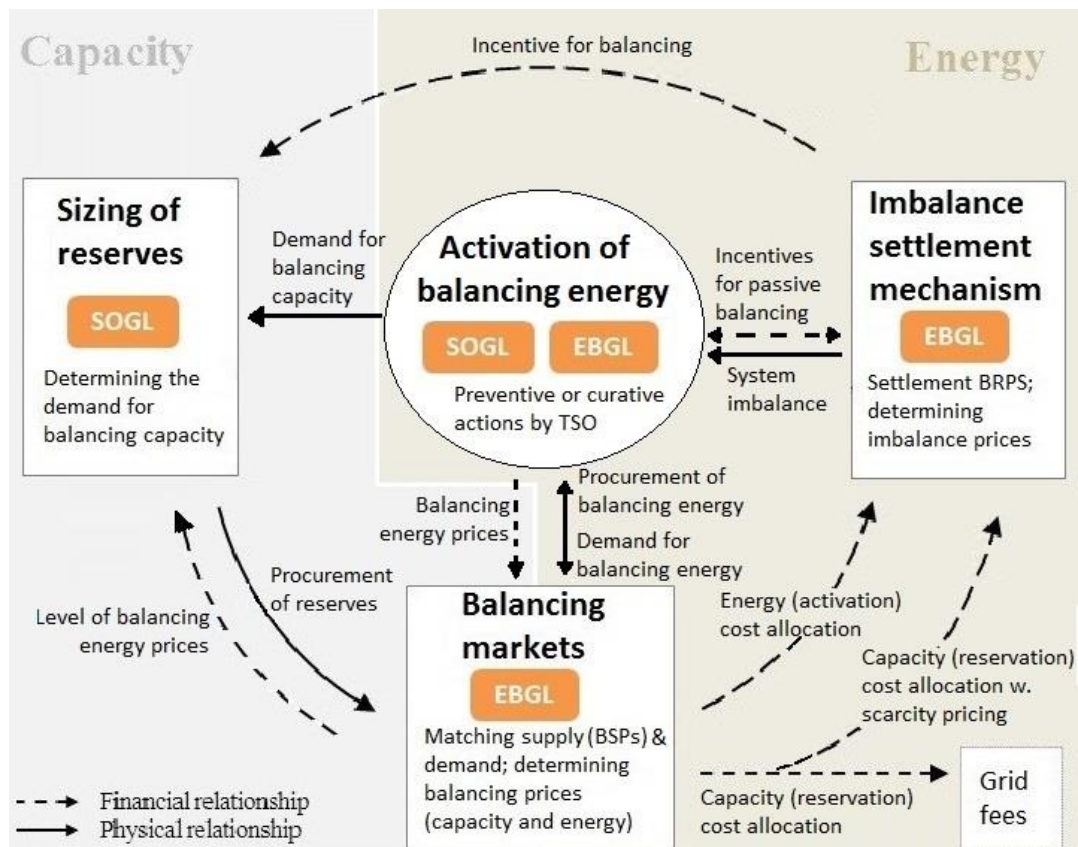 Capacity
Energy
Incentive for balancing
Sizing of
reserves
SOGL
Determining the
demand for
balancing capacity
Demand for
balancing
capacity
Activation of
balancing energy
SOGL
EBGL
Preventive or curative
actions by TSO
Incentives
for passive
balancing
System
imbalance
Imbalance
settlement
mechanism
EBGL
Settlement BRPS;
determining
imbalance prices
Balancing
energy prices
Procurement of
balancing energy
Demand for
balancing energy
Procurement
of reserves
Level of balancing
energy prices
Balancing
markets
EBGL
Matching supply (BSPs) &
demand; determining
balancing prices
(capacity and energy)
Energy (activation)
cost allocation
Capacity (reservation)
cost allocation w.
scarcity pricing
Capacity (reservation)
cost allocation
Grid
fees
Financial relationship
Physical relationship